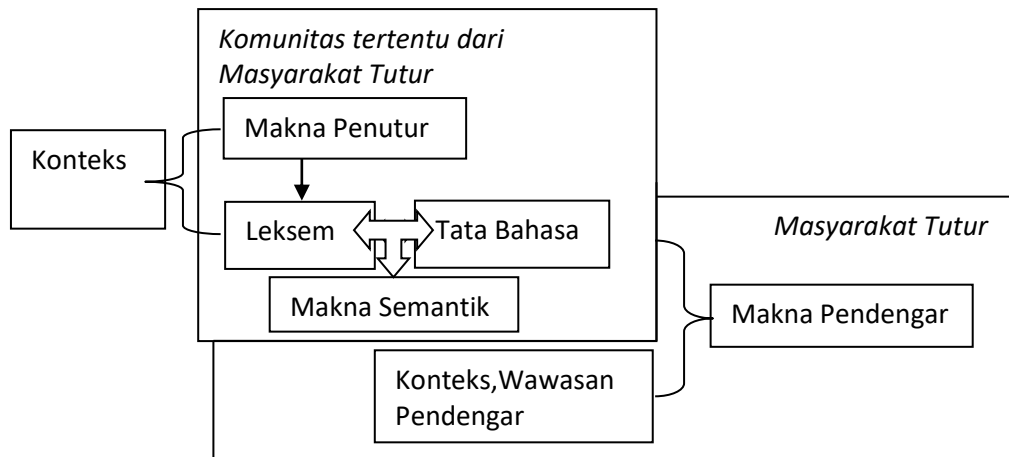 Komunitas tertentu dari
Masyarakat Tutur
Makna Penutur
Konteks
Leksem
Tata Bahasa
Masyarakat Tutur
Makna Semantik
Makna Pendengar
Konteks,Wawasan
Pendengar